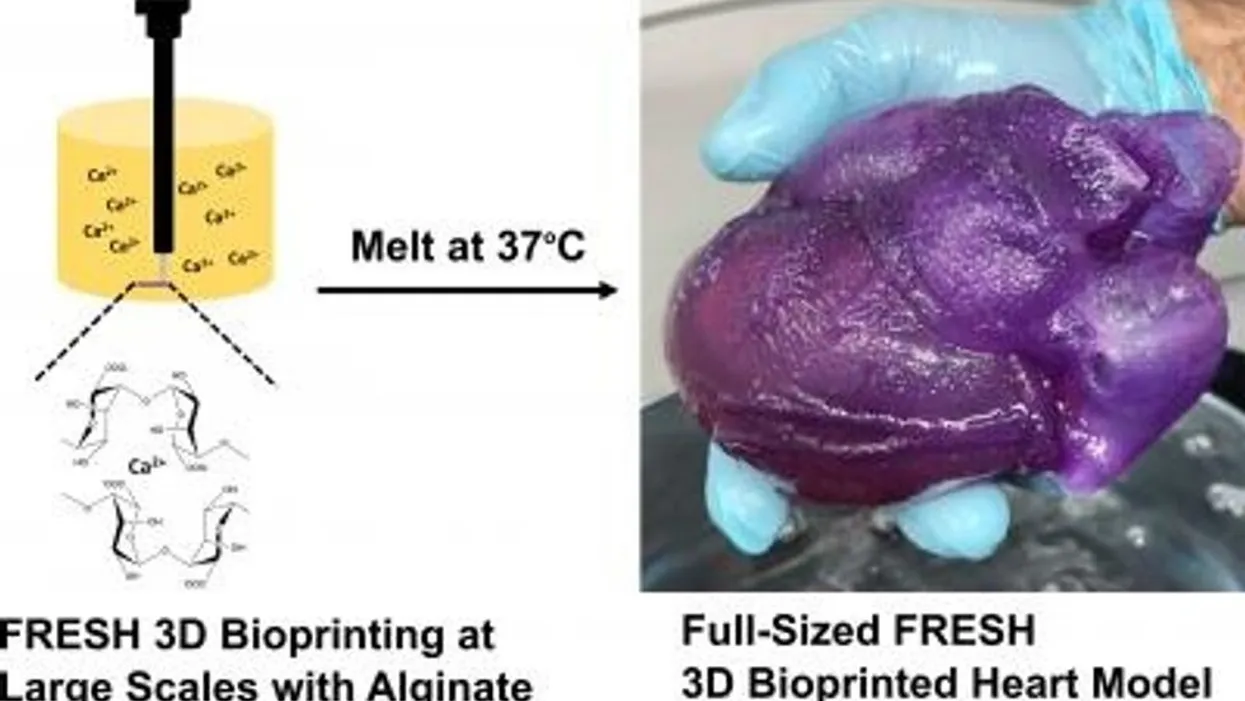 Ca²⁺
Ca²⁺
Ca²⁺
Ca²⁺
Ca²⁺
Ca²⁺
Ca²⁺
Ca²⁺
Ca²⁺
Melt at 37°C
Ca²⁺
FRESH 3D Bioprinting at
Large Scales with Alginate
Full-Sized FRESH
3D Bioprinted Heart Model